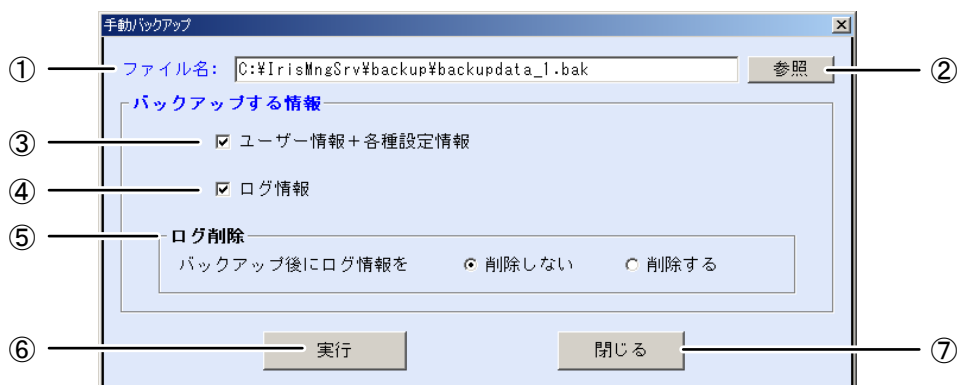 手動バックアップ
① ファイル名: C:¥IrisMngSrv¥backup¥backupdata_1.bak 参照 ②
バックアップする情報
③ ユーザー情報+各種設定情報
④ ログ情報
⑤ ログ削除
バックアップ後にログ情報を 削除しない 削除する
⑥ 実行 閉じる ⑦